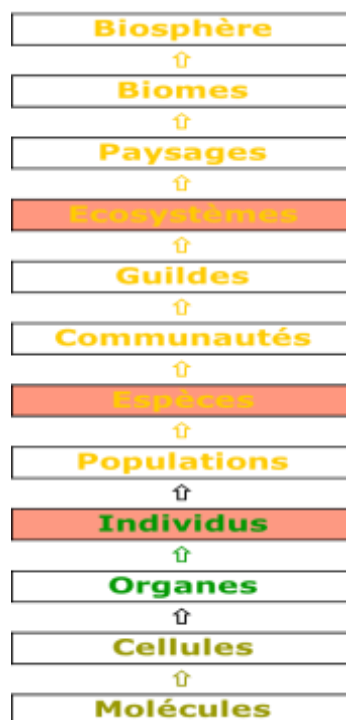 Biosphère
Biomes
Paysages
Ecosystèmes
Guildes
Communautés
Espèces
Populations
Individus
Organes
Cellules
Molécules